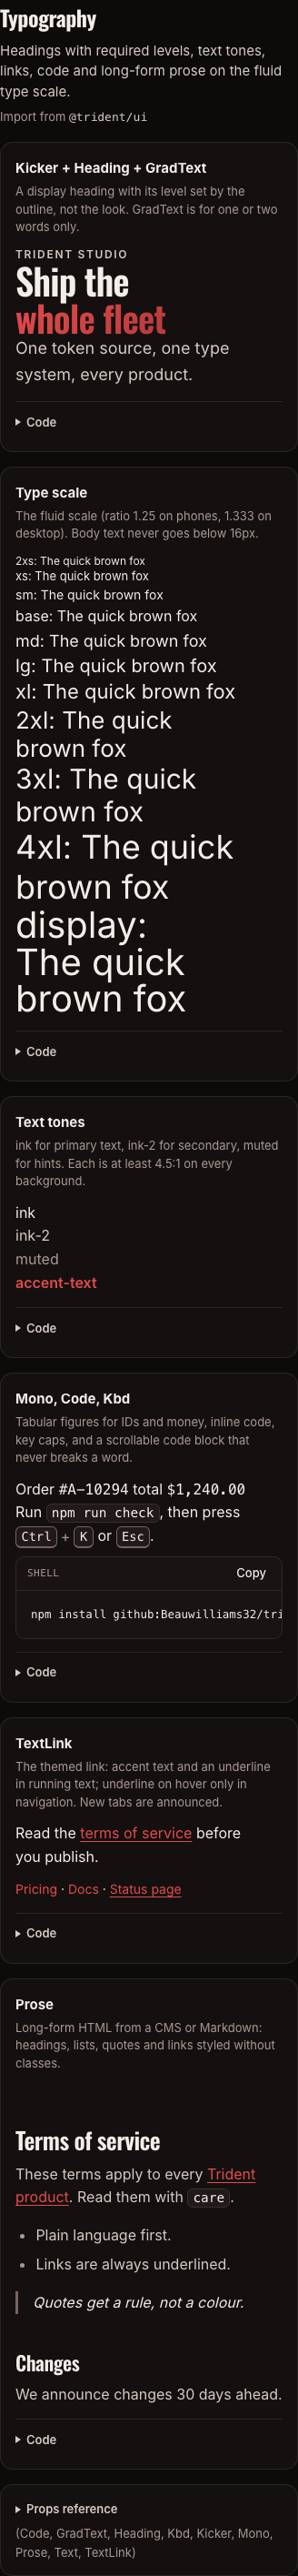 Typography
Headings with required levels, text tones,
links, code and long-form prose on the fluid
type scale.
Import from @trident/ui
Kicker + Heading + GradText
A display heading with its level set by the
outline, not the look. GradText is for one or two
words only.
TRIDENT STUDIO
Ship the
whole fleet
One token source, one type
system, every product.
Code
Type scale
The fluid scale (ratio 1.25 on phones, 1.333 on
desktop). Body text never goes below 16px.
2xs: The quick brown fox
xs: The quick brown fox
sm: The quick brown fox
base: The quick brown fox
md: The quick brown fox
lg: The quick brown fox
xl: The quick brown fox
2xl: The quick
brown fox
3xl: The quick
brown fox
4xl: The quick
brown fox
display:
The quick
brown fox
Code
Text tones
ink for primary text, ink-2 for secondary, muted
for hints. Each is at least 4.5:1 on every
background.
ink
ink-2
muted
accent-text
Code
Mono, Code, Kbd
Tabular figures for IDs and money, inline code,
key caps, and a scrollable code block that
never breaks a word.
Order #A-10294 total $1,240.00
Run npm run check, then press
Ctrl + K or Esc.
SHELL Copy
npm install github:Beauwilliams32/tri
Code
TextLink
The themed link: accent text and an underline
in running text; underline on hover only in
navigation. New tabs are announced.
Read the terms of service before
you publish.
Pricing · Docs · Status page
Code
Prose
Long-form HTML from a CMS or Markdown:
headings, lists, quotes and links styled without
classes.
Terms of service
These terms apply to every Trident
product. Read them with care.
• Plain language first.
• Links are always underlined.
Quotes get a rule, not a colour.
Changes
We announce changes 30 days ahead.
Code
Props reference
(Code, GradText, Heading, Kbd, Kicker, Mono,
Prose, Text, TextLink)